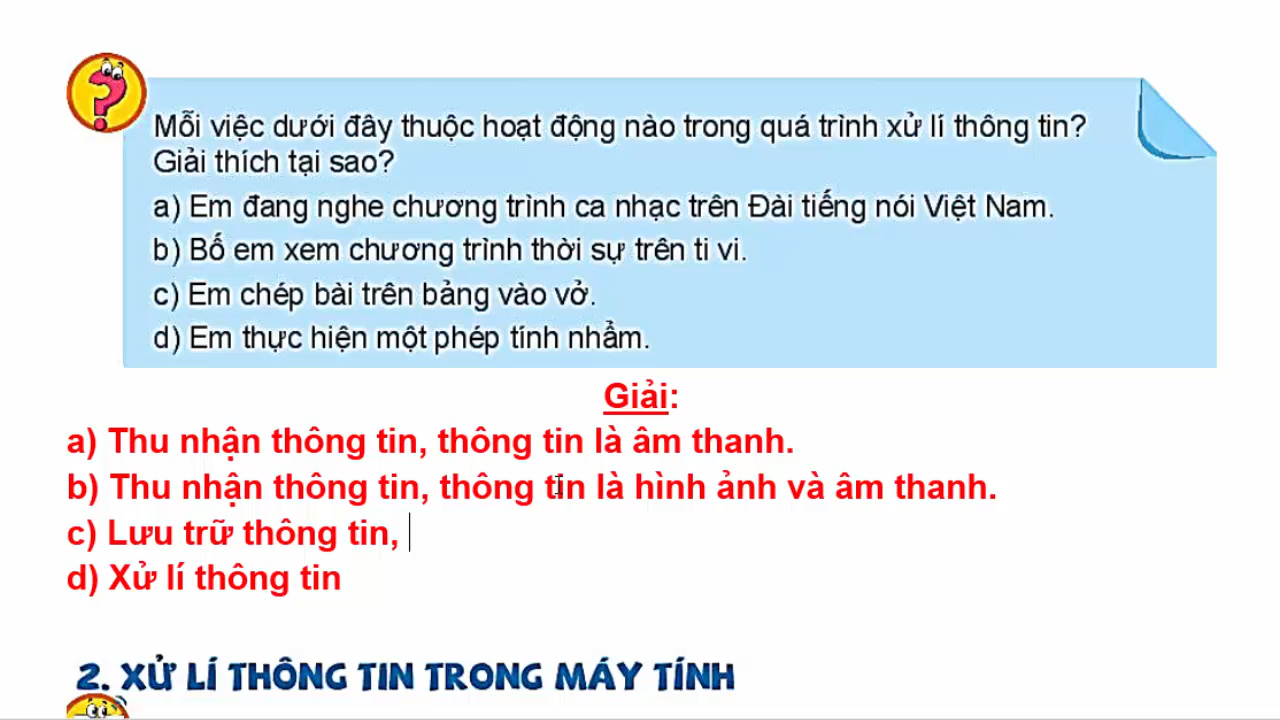 Mỗi việc dưới đây thuộc hoạt động nào trong quá trình xử lí thông tin?
Giải thích tại sao?
a) Em đang nghe chương trình ca nhạc trên Đài tiếng nói Việt Nam.
b) Bố em xem chương trình thời sự trên ti vi.
c) Em chép bài trên bảng vào vở.
d) Em thực hiện một phép tính nhẩm.
Giải:
a) Thu nhận thông tin, thông tin là âm thanh.
b) Thu nhận thông tin, thông tin là hình ảnh và âm thanh.
c) Lưu trữ thông tin,
d) Xử lí thông tin
2. XỬ LÍ THÔNG TIN TRONG MÁY TÍNH